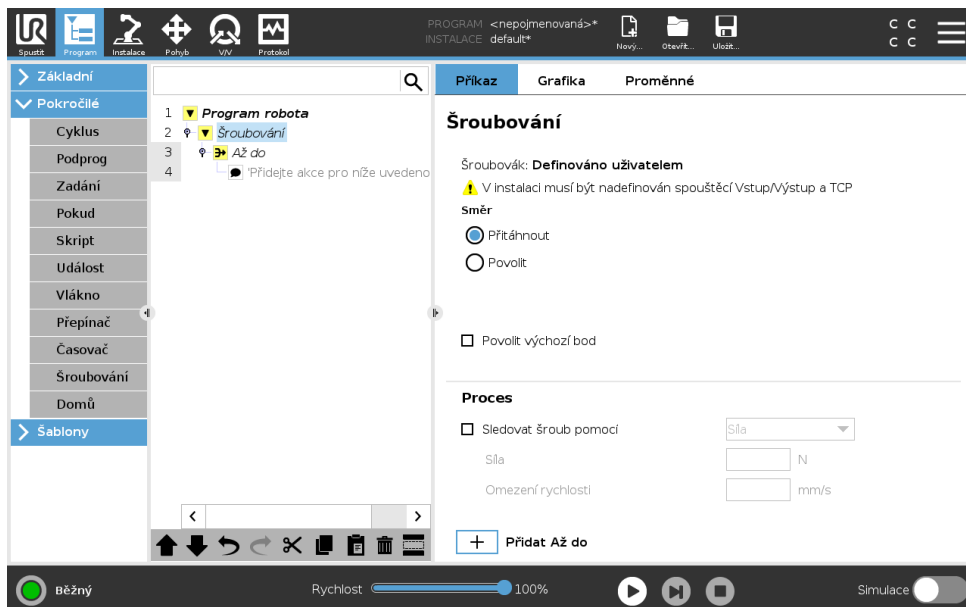 PROGRAM <nepojmenovaná>*
INSTALACE default*
Spustit
Program
Instalace
Pohyb
V/V
Protokol
Nový...
Otevřít...
Uložit...
C C
C C
Základní
Pokročilé
Cyklus
Podprog
Zadání
Pokud
Skript
Událost
Vlákno
Přepínač
Časovač
Šroubování
Domů
Šablony
1 Program robota
2 Šroubování
3 Až do
4 'Přidejte akce pro níže uvedeno
Příkaz
Grafika
Proměnné
Šroubování
Šroubovák: Definováno uživatelem
V instalaci musí být nadefinován spouštěcí Vstup/Výstup a TCP
Směr
Přitáhnout
Povolit
Povolit výchozí bod
Proces
Sledovat šroub pomocí
Síla
Síla N
Omezení rychlosti mm/s
Přidat Až do
Běžný
Rychlost 100%
Simulace